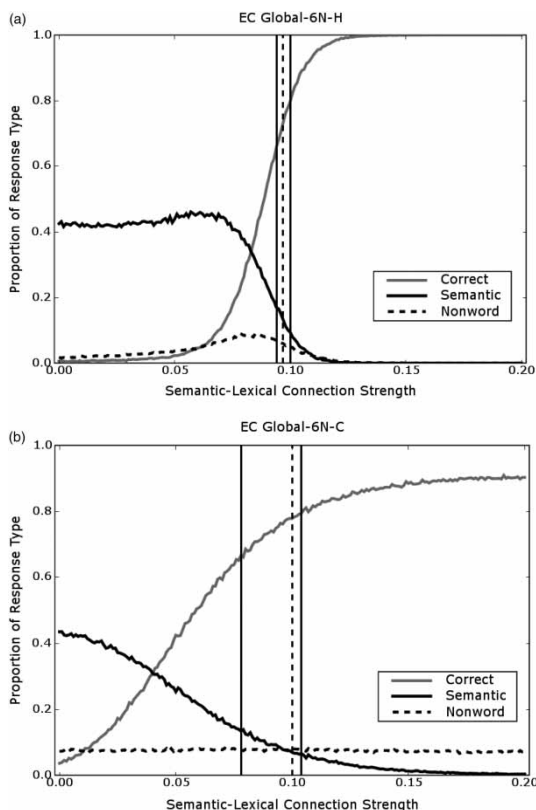 (a)
EC Global-6N-H
Proportion of Response Type
1.0
0.8
0.6
0.4
0.2
0.0
Correct
Semantic
Nonword
0.00 0.05 0.10 0.15 0.20
Semantic-Lexical Connection Strength
(b)
EC Global-6N-C
Proportion of Response Type
1.0
0.8
0.6
0.4
0.2
0.0
Correct
Semantic
Nonword
0.00 0.05 0.10 0.15 0.20
Semantic-Lexical Connection Strength